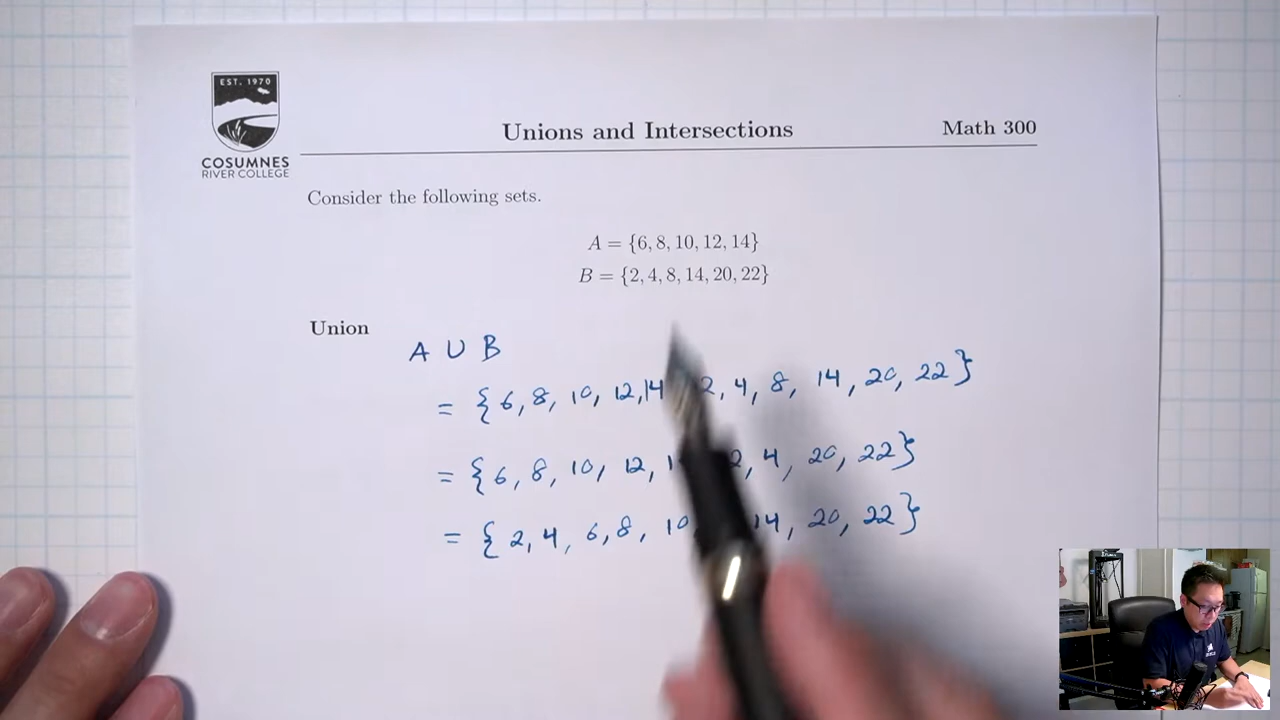 EST. 1970
COSUMNES
RIVER COLLEGE
Unions and Intersections
Math 300
Consider the following sets.
A = {6, 8, 10, 12, 14}
B = {2, 4, 8, 14, 20, 22}
Union
A ∪ B
= {6, 8, 10, 12, 14 2, 4, 8, 14, 20, 22}
= {6, 8, 10, 12, 2, 4, 20, 22}
= {2, 4, 6, 8, 10 14, 20, 22}